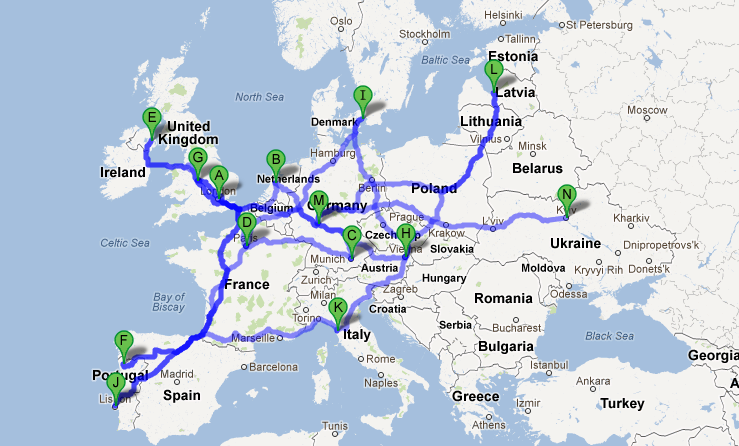 Helsinki
Oslo
St Petersburg
Stockholm
Tallinn
Estonia
Baltic Sea
L
Latvia
Moscow
North Sea
I
Denmark
E
United
Kingdom
Lithuania
Vilnius
Minsk
Ireland
G
Hamburg
B
Netherlands
Belarus
A
London
Berlin
Poland
M
Germany
N
Kyiv
Belgium
D
Paris
Prague
Krakow
L'viv
Kharkiv
Celtic Sea
C
H
Czech Rep
Vienna
Slovakia
Ukraine
Dnipropetrovs'k
Munich
Austria
Moldova
Kryvyi Rih
Donets'k
France
Zurich
Hungary
Odessa
Bay of
Biscay
Milan
Zagreb
Romania
Torino
K
Croatia
F
Marseille
Italy
Serbia
Bucharest
Black Sea
Bulgaria
Georgia
Portugal
Madrid
Barcelona
Rome
Istanbul
J
Lisbon
Spain
Naples
Ankara
Greece
Turkey
A
Izmir
Athens
Tunis
Adana